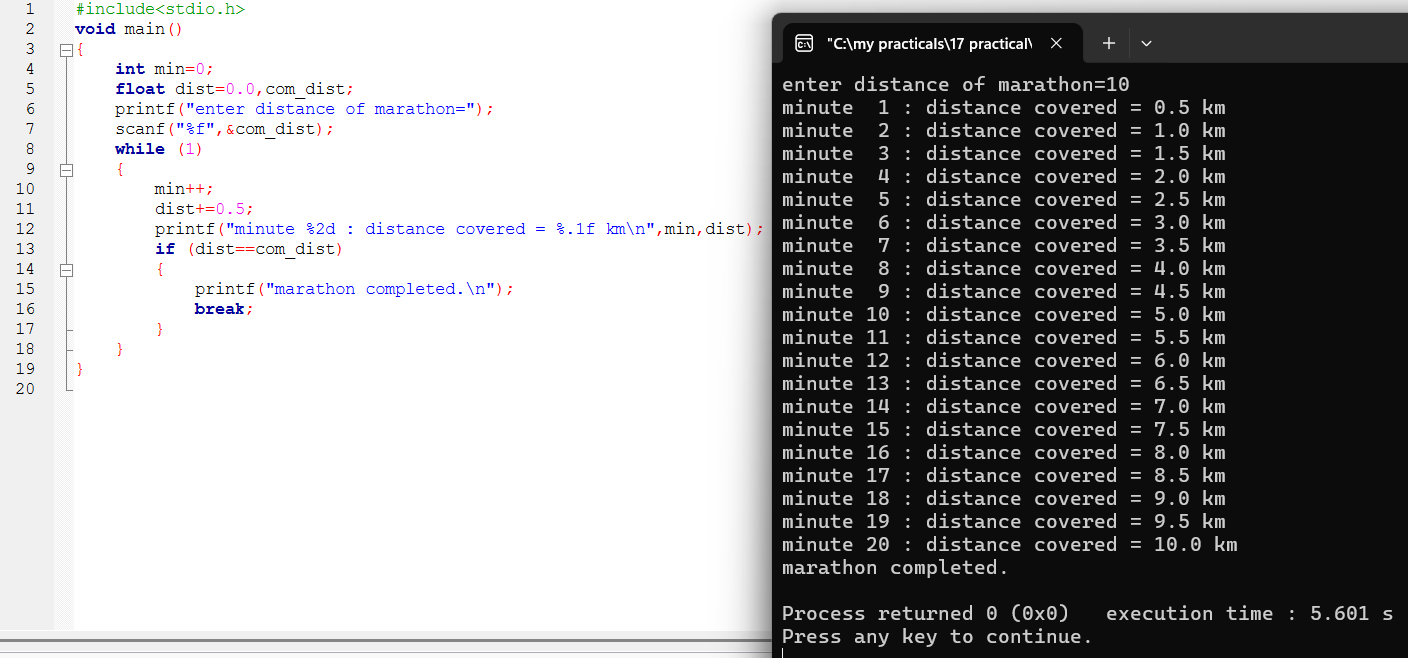 1 #include<stdio.h>
2 void main()
3 {
4     int min=0;
5     float dist=0.0,com_dist;
6     printf("enter distance of marathon=");
7     scanf("%f",&com_dist);
8     while (1)
9     {
10         min++;
11         dist+=0.5;
12         printf("minute %2d : distance covered = %.1f km\n",min,dist);
13         if (dist==com_dist)
14         {
15             printf("marathon completed.\n");
16             break;
17         }
18     }
19 }
20
"C:\my practicals\17 practical\
enter distance of marathon=10
minute  1 : distance covered = 0.5 km
minute  2 : distance covered = 1.0 km
minute  3 : distance covered = 1.5 km
minute  4 : distance covered = 2.0 km
minute  5 : distance covered = 2.5 km
minute  6 : distance covered = 3.0 km
minute  7 : distance covered = 3.5 km
minute  8 : distance covered = 4.0 km
minute  9 : distance covered = 4.5 km
minute 10 : distance covered = 5.0 km
minute 11 : distance covered = 5.5 km
minute 12 : distance covered = 6.0 km
minute 13 : distance covered = 6.5 km
minute 14 : distance covered = 7.0 km
minute 15 : distance covered = 7.5 km
minute 16 : distance covered = 8.0 km
minute 17 : distance covered = 8.5 km
minute 18 : distance covered = 9.0 km
minute 19 : distance covered = 9.5 km
minute 20 : distance covered = 10.0 km
marathon completed.
Process returned 0 (0x0)   execution time : 5.601 s
Press any key to continue.